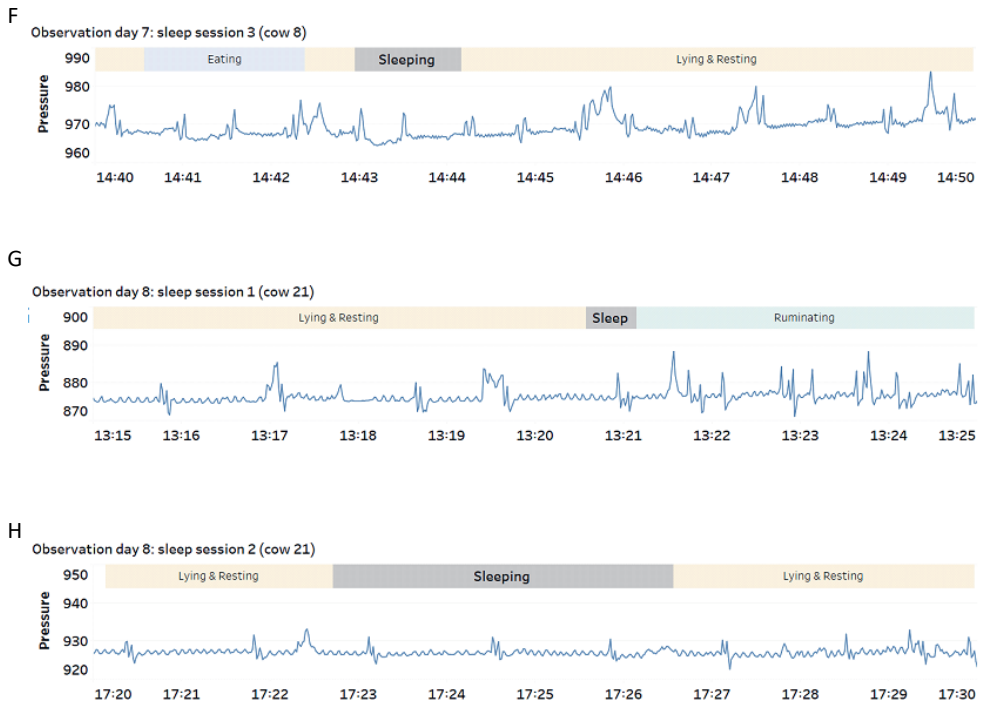 F
Observation day 7: sleep session 3 (cow 8)
990
Eating
Sleeping
Lying & Resting
980
Pressure
970
960
14:40 14:41 14:42 14:43 14:44 14:45 14:46 14:47 14:48 14:49 14:50
G
Observation day 8: sleep session 1 (cow 21)
900
Lying & Resting
Sleep
Ruminating
890
Pressure
880
870
13:15 13:16 13:17 13:18 13:19 13:20 13:21 13:22 13:23 13:24 13:25
H
Observation day 8: sleep session 2 (cow 21)
950
Lying & Resting
Sleeping
Lying & Resting
940
Pressure
930
920
17:20 17:21 17:22 17:23 17:24 17:25 17:26 17:27 17:28 17:29 17:30